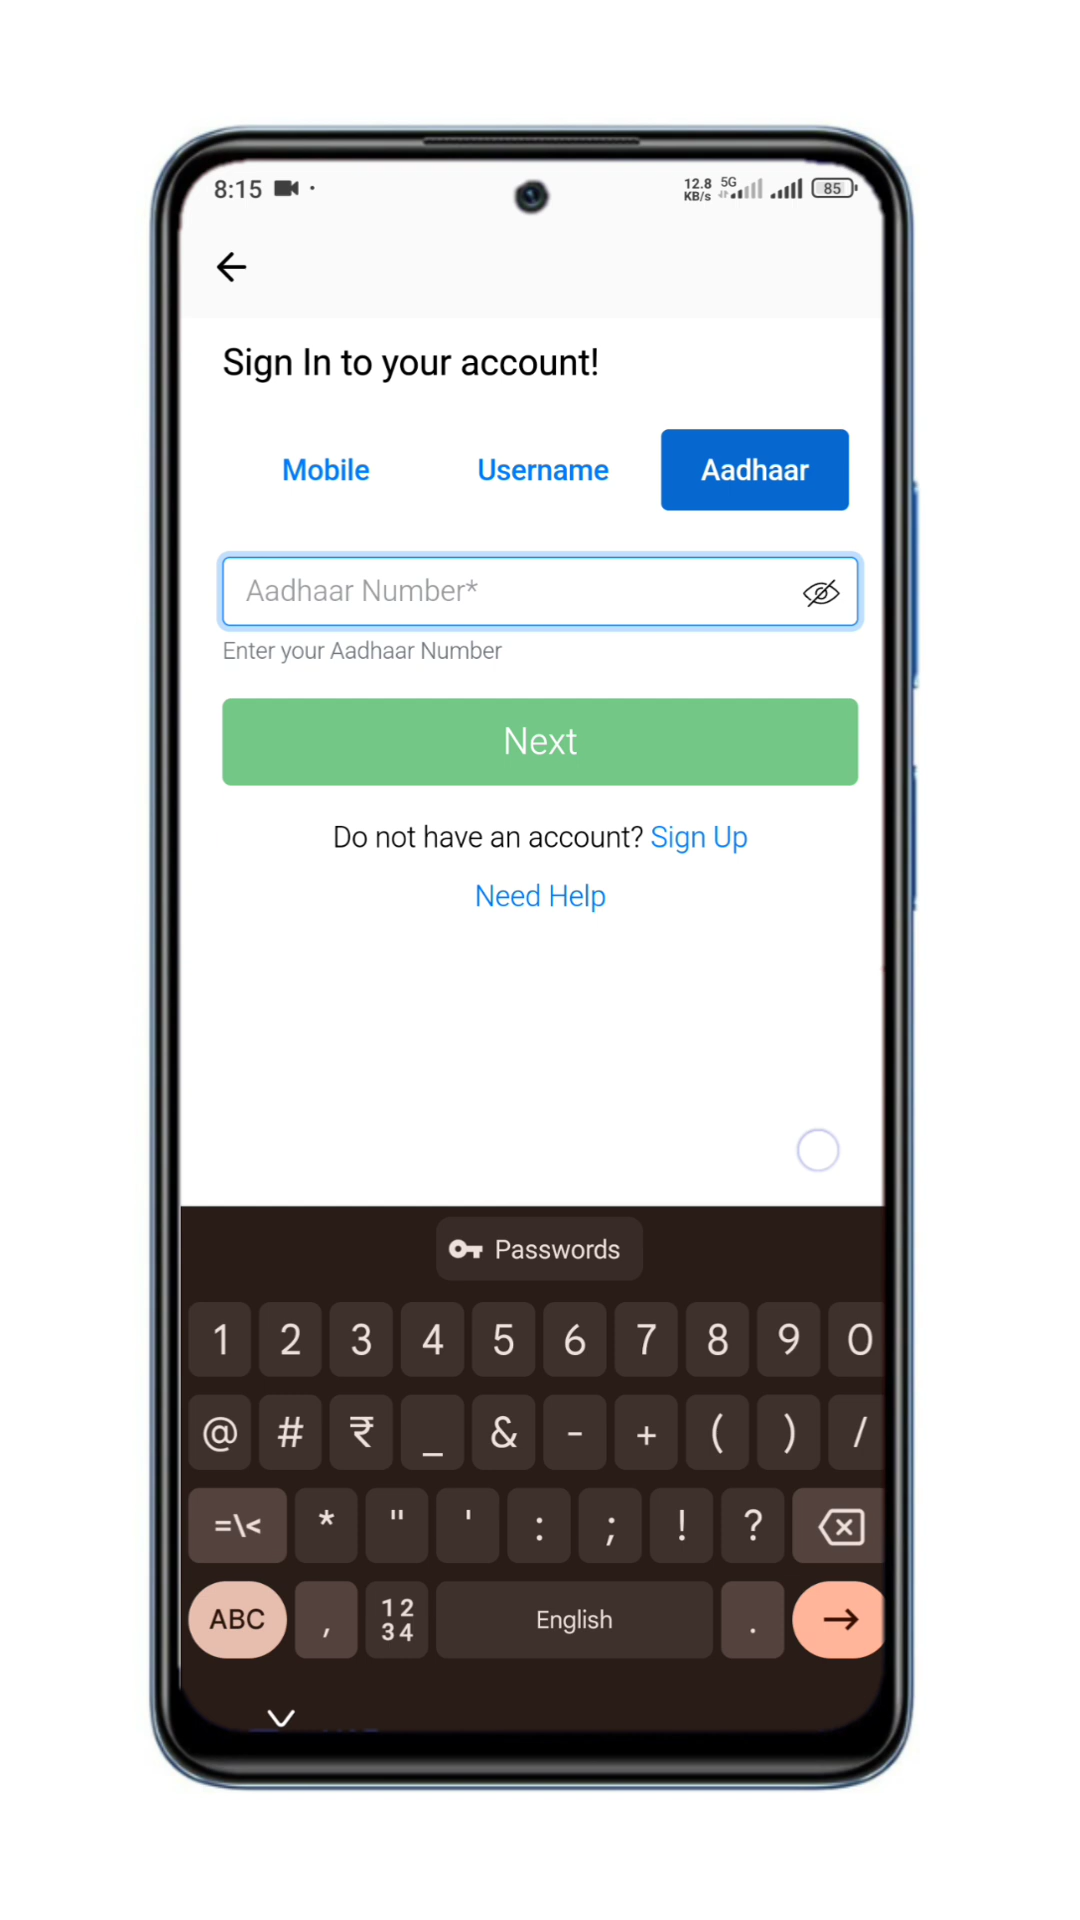 8:15
12.8 KB/s 5G 85
Sign In to your account!
Mobile Username Aadhaar
Aadhaar Number*
Enter your Aadhaar Number
Next
Do not have an account? Sign Up
Need Help
Passwords
1 2 3 4 5 6 7 8 9 0
@ # ₹ _ & - + ( ) /
=\< * " ' : ; ! ?
ABC , 1234 English .